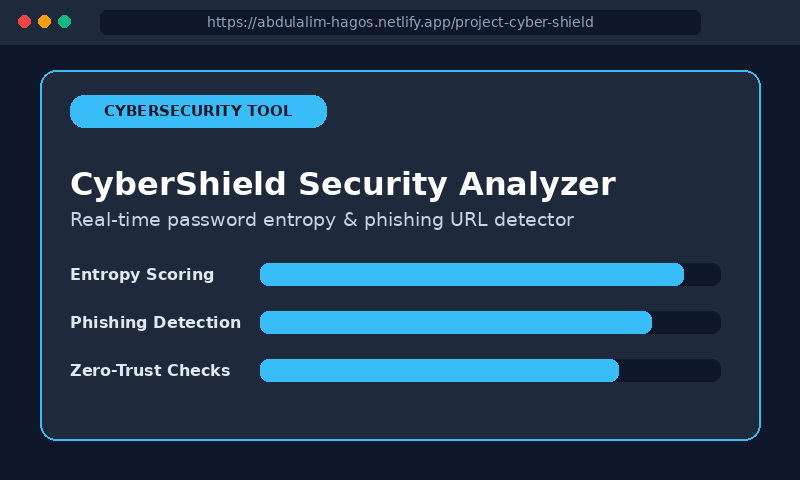 https://abdulalim-hagos.netlify.app/project-cyber-shield
CYBERSECURITY TOOL
CyberShield Security Analyzer
Real-time password entropy & phishing URL detector
Entropy Scoring
Phishing Detection
Zero-Trust Checks